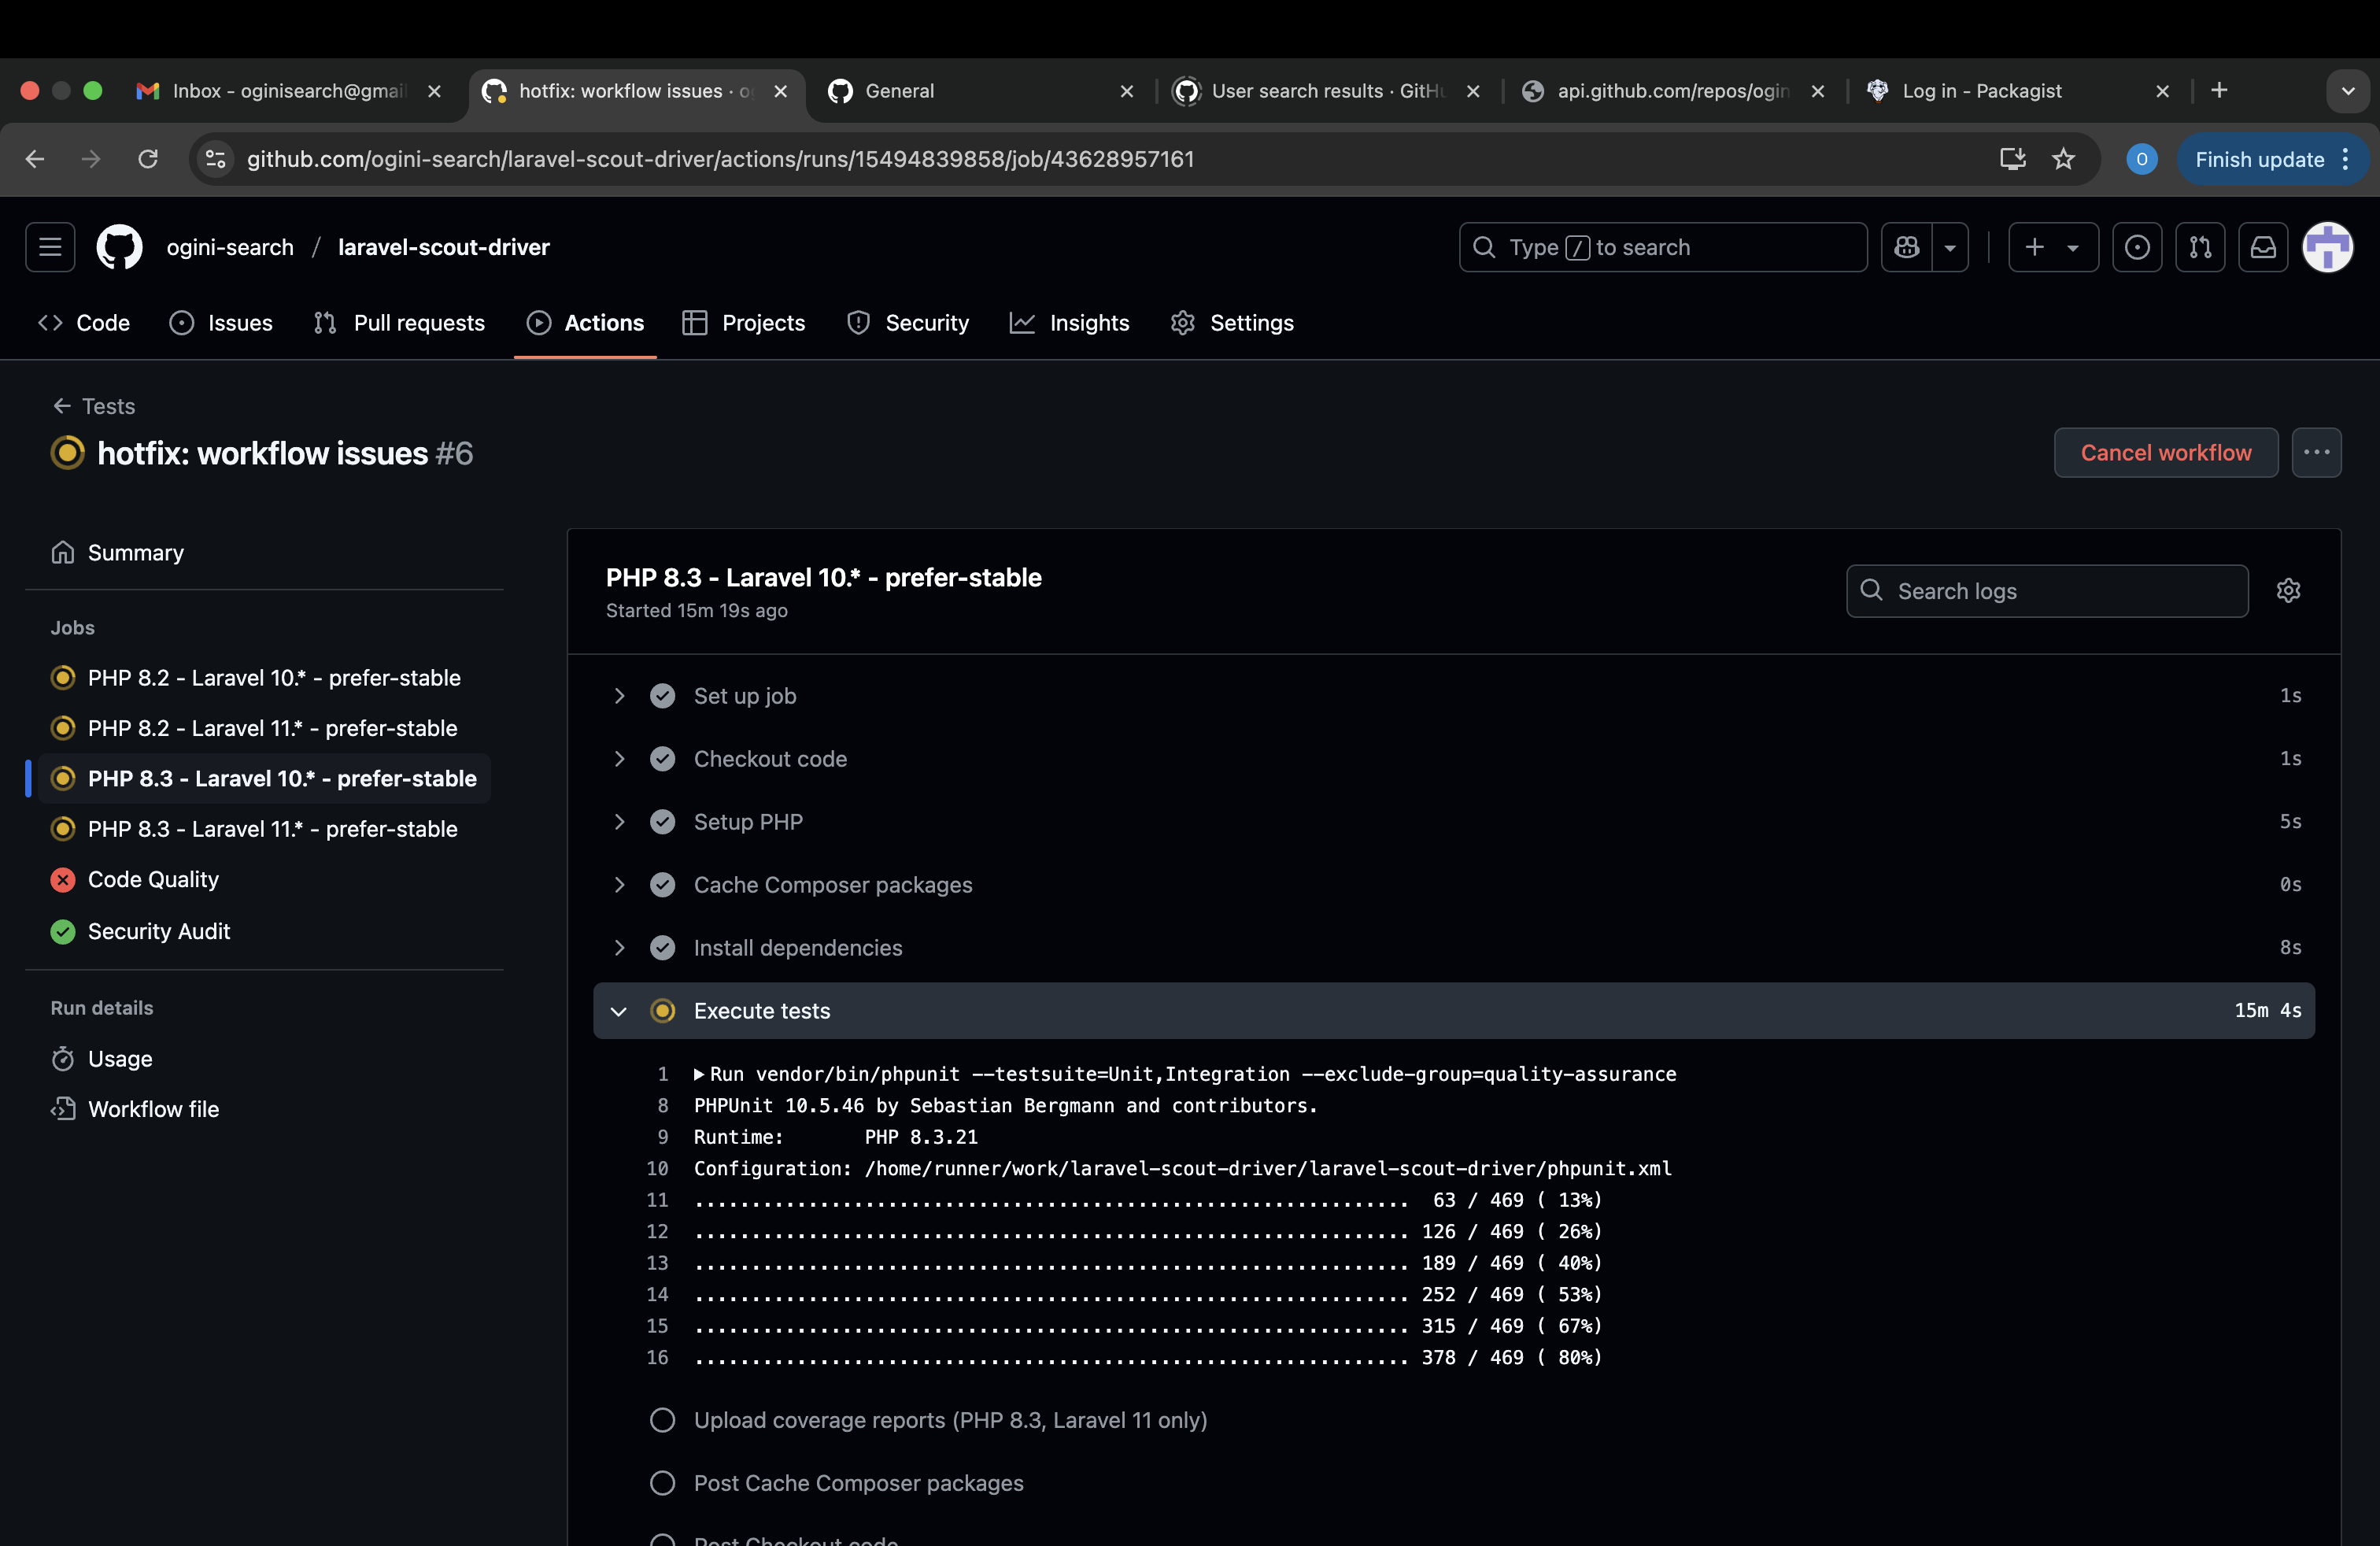 Inbox - oginisearch@gmail
hotfix: workflow issues · og
General
User search results · GitHu
api.github.com/repos/ogin
Log in - Packagist
github.com/ogini-search/laravel-scout-driver/actions/runs/15494839858/job/43628957161
O
Finish update
ogini-search / laravel-scout-driver
Type / to search
Code
Issues
Pull requests
Actions
Projects
Security
Insights
Settings
Tests
hotfix: workflow issues #6
Cancel workflow
Summary
Jobs
PHP 8.2 - Laravel 10.* - prefer-stable
PHP 8.2 - Laravel 11.* - prefer-stable
PHP 8.3 - Laravel 10.* - prefer-stable
PHP 8.3 - Laravel 11.* - prefer-stable
Code Quality
Security Audit
Run details
Usage
Workflow file
PHP 8.3 - Laravel 10.* - prefer-stable
Started 15m 19s ago
Search logs
Set up job 1s
Checkout code 1s
Setup PHP 5s
Cache Composer packages 0s
Install dependencies 8s
Execute tests 15m 4s
1 Run vendor/bin/phpunit --testsuite=Unit,Integration --exclude-group=quality-assurance
8 PHPUnit 10.5.46 by Sebastian Bergmann and contributors.
9 Runtime: PHP 8.3.21
10 Configuration: /home/runner/work/laravel-scout-driver/laravel-scout-driver/phpunit.xml
11 ............................................................... 63 / 469 ( 13%)
12 ............................................................... 126 / 469 ( 26%)
13 ............................................................... 189 / 469 ( 40%)
14 ............................................................... 252 / 469 ( 53%)
15 ............................................................... 315 / 469 ( 67%)
16 ............................................................... 378 / 469 ( 80%)
Upload coverage reports (PHP 8.3, Laravel 11 only)
Post Cache Composer packages
Post Checkout code